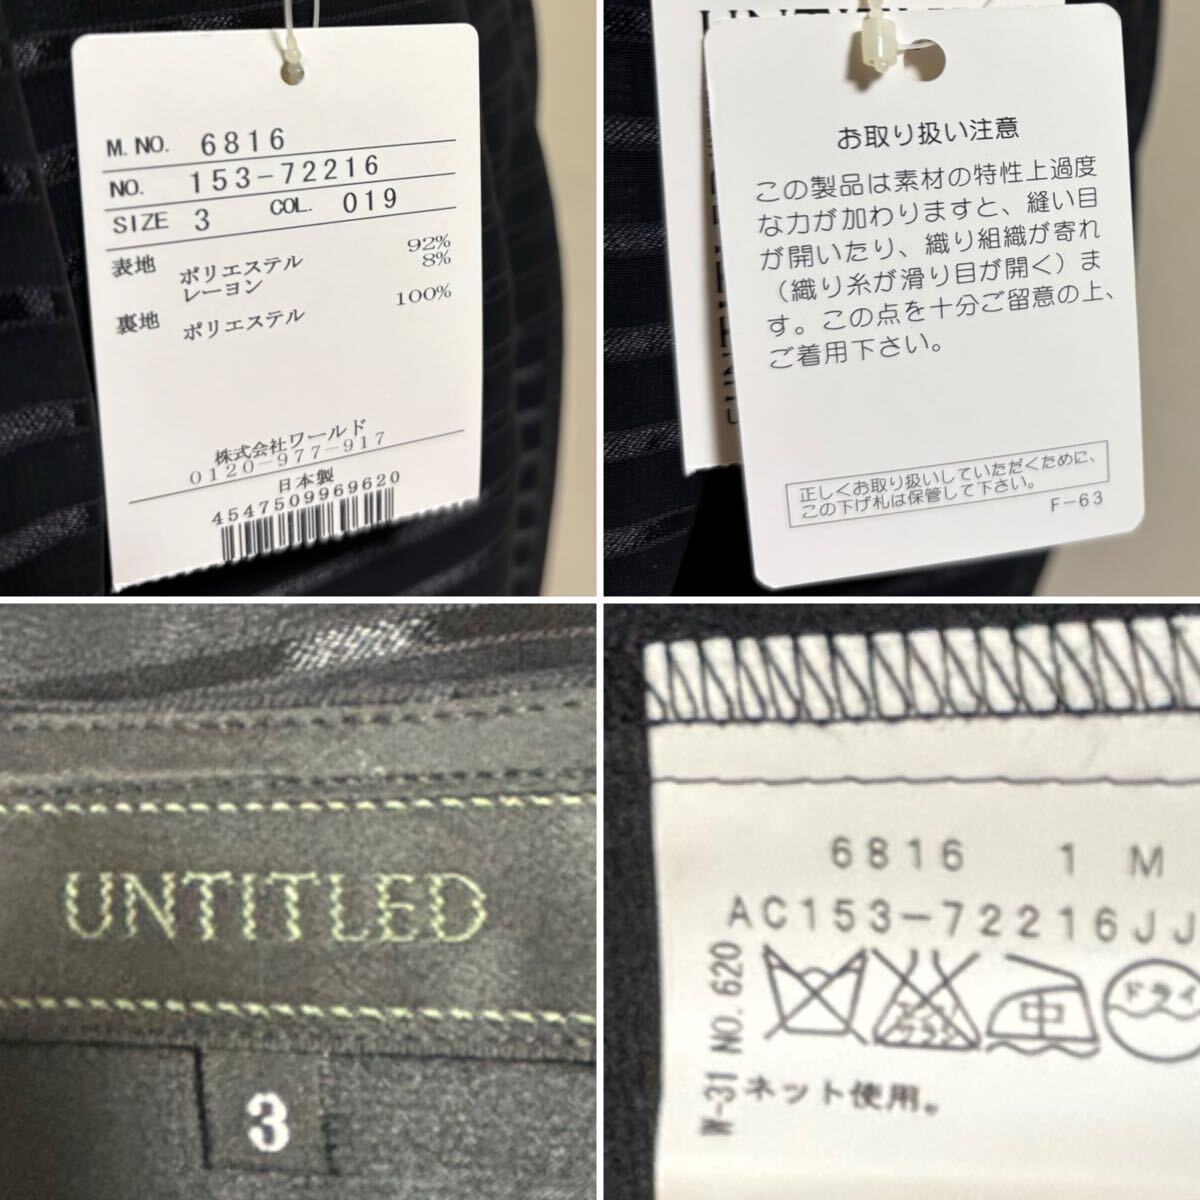 M.NO. 6816
NO. 153-72216
SIZE 3 COL. 019
表地 ポリエステル 92%
レーヨン 8%
裏地 ポリエステル 100%
株式会社ワールド
0120-977-917
日本製
4547509969620
UNTITLED
お取り扱い注意
この製品は素材の特性上過度
な力が加わりますと、縫い目
が開いたり、織り組織が寄れ
(織り糸が滑り目が開く)ま
す。この点を十分ご留意の上、
ご着用下さい。
正しくお取り扱いしていただくために、
この下げ札は保管して下さい。
F-63
UNTITLED
3
6816 1 M
AC153-72216JJ
中 ドライ
ネット使用。
W-31 NO.620